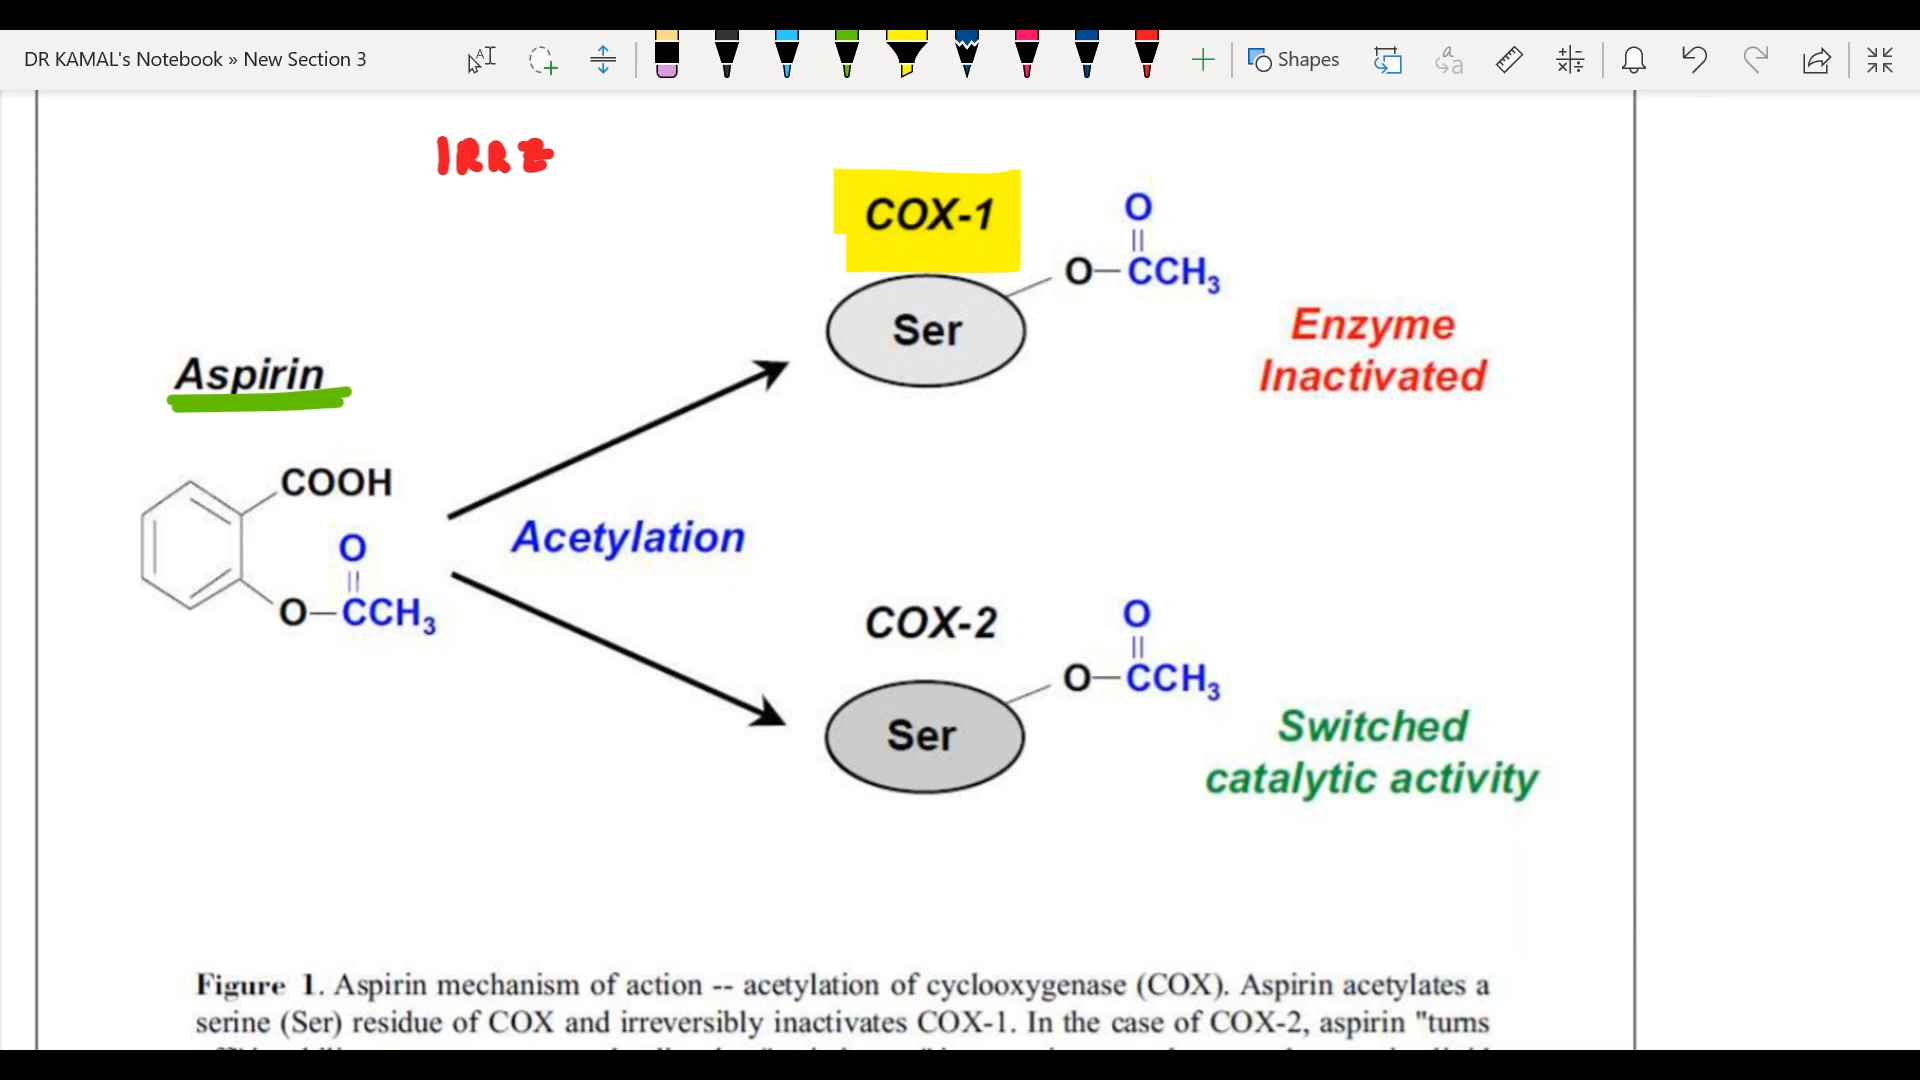 DR KAMAL's Notebook » New Section 3
Shapes
IRRE
COX-1
O
O—CCH3
Ser
Enzyme
Inactivated
Aspirin
COOH
O
O—CCH3
Acetylation
COX-2
O
O—CCH3
Ser
Switched
catalytic activity
Figure 1. Aspirin mechanism of action -- acetylation of cyclooxygenase (COX). Aspirin acetylates a
serine (Ser) residue of COX and irreversibly inactivates COX-1. In the case of COX-2, aspirin "turns